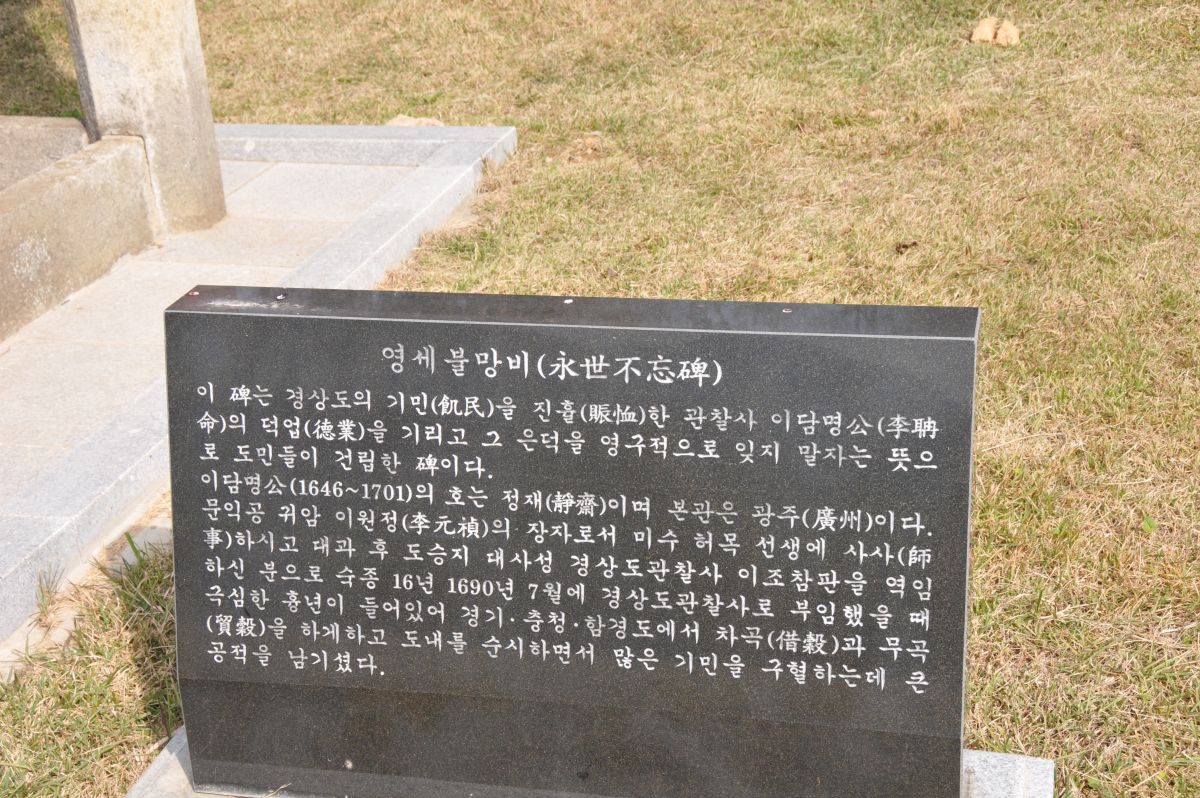 영세불망비(永世不忘碑)
이 碑는 경상도의 기민(飢民)을 진휼(賑恤)한 관찰사 이담명公(李聃
命)의 덕업(德業)을 기리고 그 은덕을 영구적으로 잊지 말자는 뜻으
로 도민들이 건립한 碑이다.
이담명公(1646~1701)의 호는 정재(靜齋)이며 본관은 광주(廣州)이다.
문익공 귀암 이원정(李元禎)의 장자로서 미수 허목 선생에 사사(師
事)하시고 대과 후 도승지 대사성 경상도관찰사 이조참판을 역임
하신 분으로 숙종 16년 1690년 7월에 경상도관찰사로 부임했을 때
극심한 흉년이 들어있어 경기·충청·함경도에서 차곡(借穀)과 무곡
(貿穀)을 하게하고 도내를 순시하면서 많은 기민을 구혈하는데 큰
공적을 남기셨다.